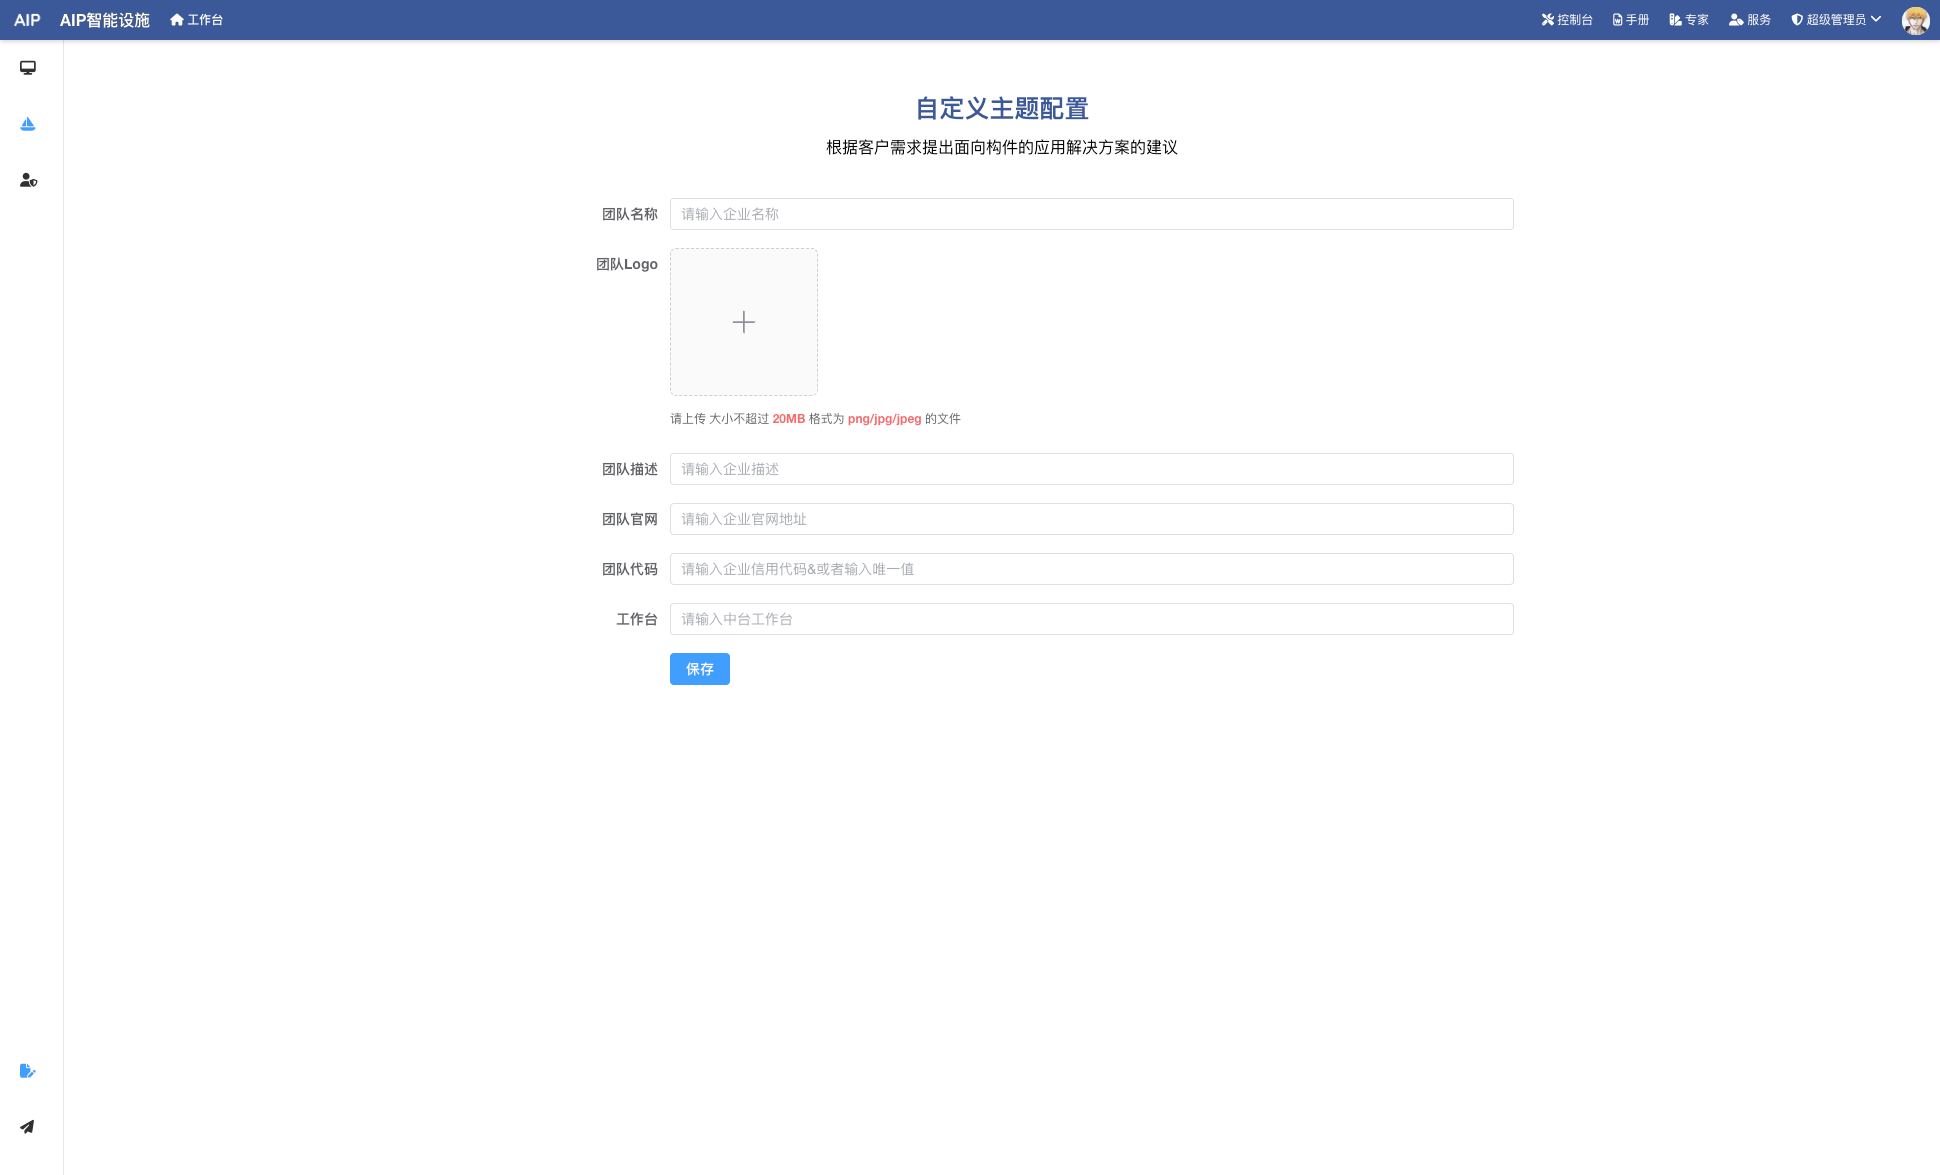 AIP AIP智能设施 工作台 控制台 手册 专家 服务 超级管理员
自定义主题配置
根据客户需求提出面向构件的应用解决方案的建议
团队名称 请输入企业名称
团队Logo
请上传 大小不超过 20MB 格式为 png/jpg/jpeg 的文件
团队描述 请输入企业描述
团队官网 请输入企业官网地址
团队代码 请输入企业信用代码&或者输入唯一值
工作台 请输入中台工作台
保存